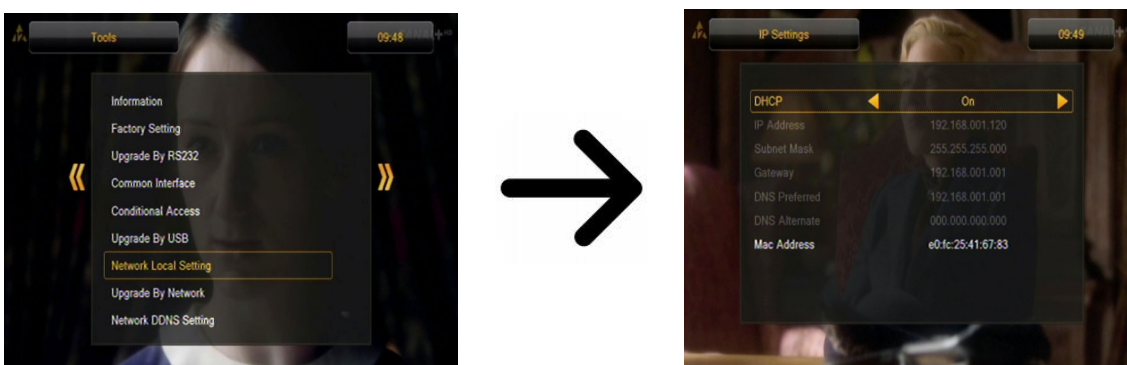 Tools
09:48
Information
Factory Setting
Upgrade By RS232
Common Interface
Conditional Access
Upgrade By USB
Network Local Setting
Upgrade By Network
Network DDNS Setting
IP Settings
09:49
DHCP On
IP Address 192.168.001.120
Subnet Mask 255.255.255.000
Gateway 192.168.001.001
DNS Preferred 192.168.001.001
DNS Alternate 000.000.000.000
Mac Address e0:fc:25:41:67:83